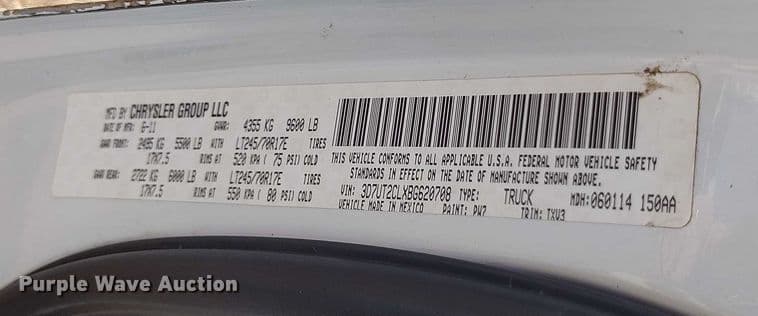 MFD BY CHRYSLER GROUP LLC
DATE OF MFR: 6-11 GVWR: 4355 KG 9600 LB
GAWR FRONT: 2495 KG 5500 LB WITH LT245/70R17E TIRES
17X7.5 RIMS AT 520 KPA ( 75 PSI) COLD
GAWR REAR: 2722 KG 6000 LB WITH LT245/70R17E TIRES
17X7.5 RIMS AT 550 KPA ( 80 PSI) COLD
THIS VEHICLE CONFORMS TO ALL APPLICABLE U.S.A. FEDERAL MOTOR VEHICLE SAFETY
STANDARDS IN EFFECT ON THE DATE OF MANUFACTURE SHOWN ABOVE.
VIN: 3D7UT2CLXBG620708 TYPE: TRUCK MDH: 060114 150AA
VEHICLE MADE IN MEXICO PAINT: PW7 TRIM: TXV3
Purple Wave Auction